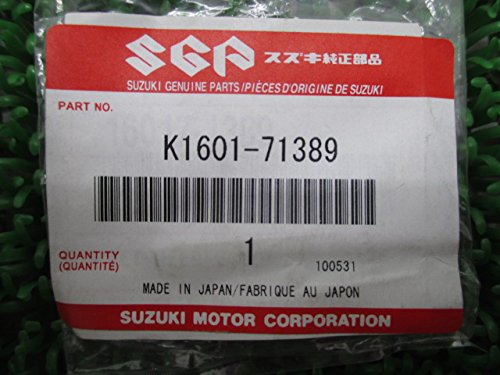 SGP スズキ純正部品
SUZUKI GENUINE PARTS/PIÈCES D'ORIGINE DE SUZUKI
PART NO.
K1601-71389
QUANTITY 1
(QUANTITÉ) 100531
MADE IN JAPAN/FABRIQUE AU JAPON
SUZUKI MOTOR CORPORATION